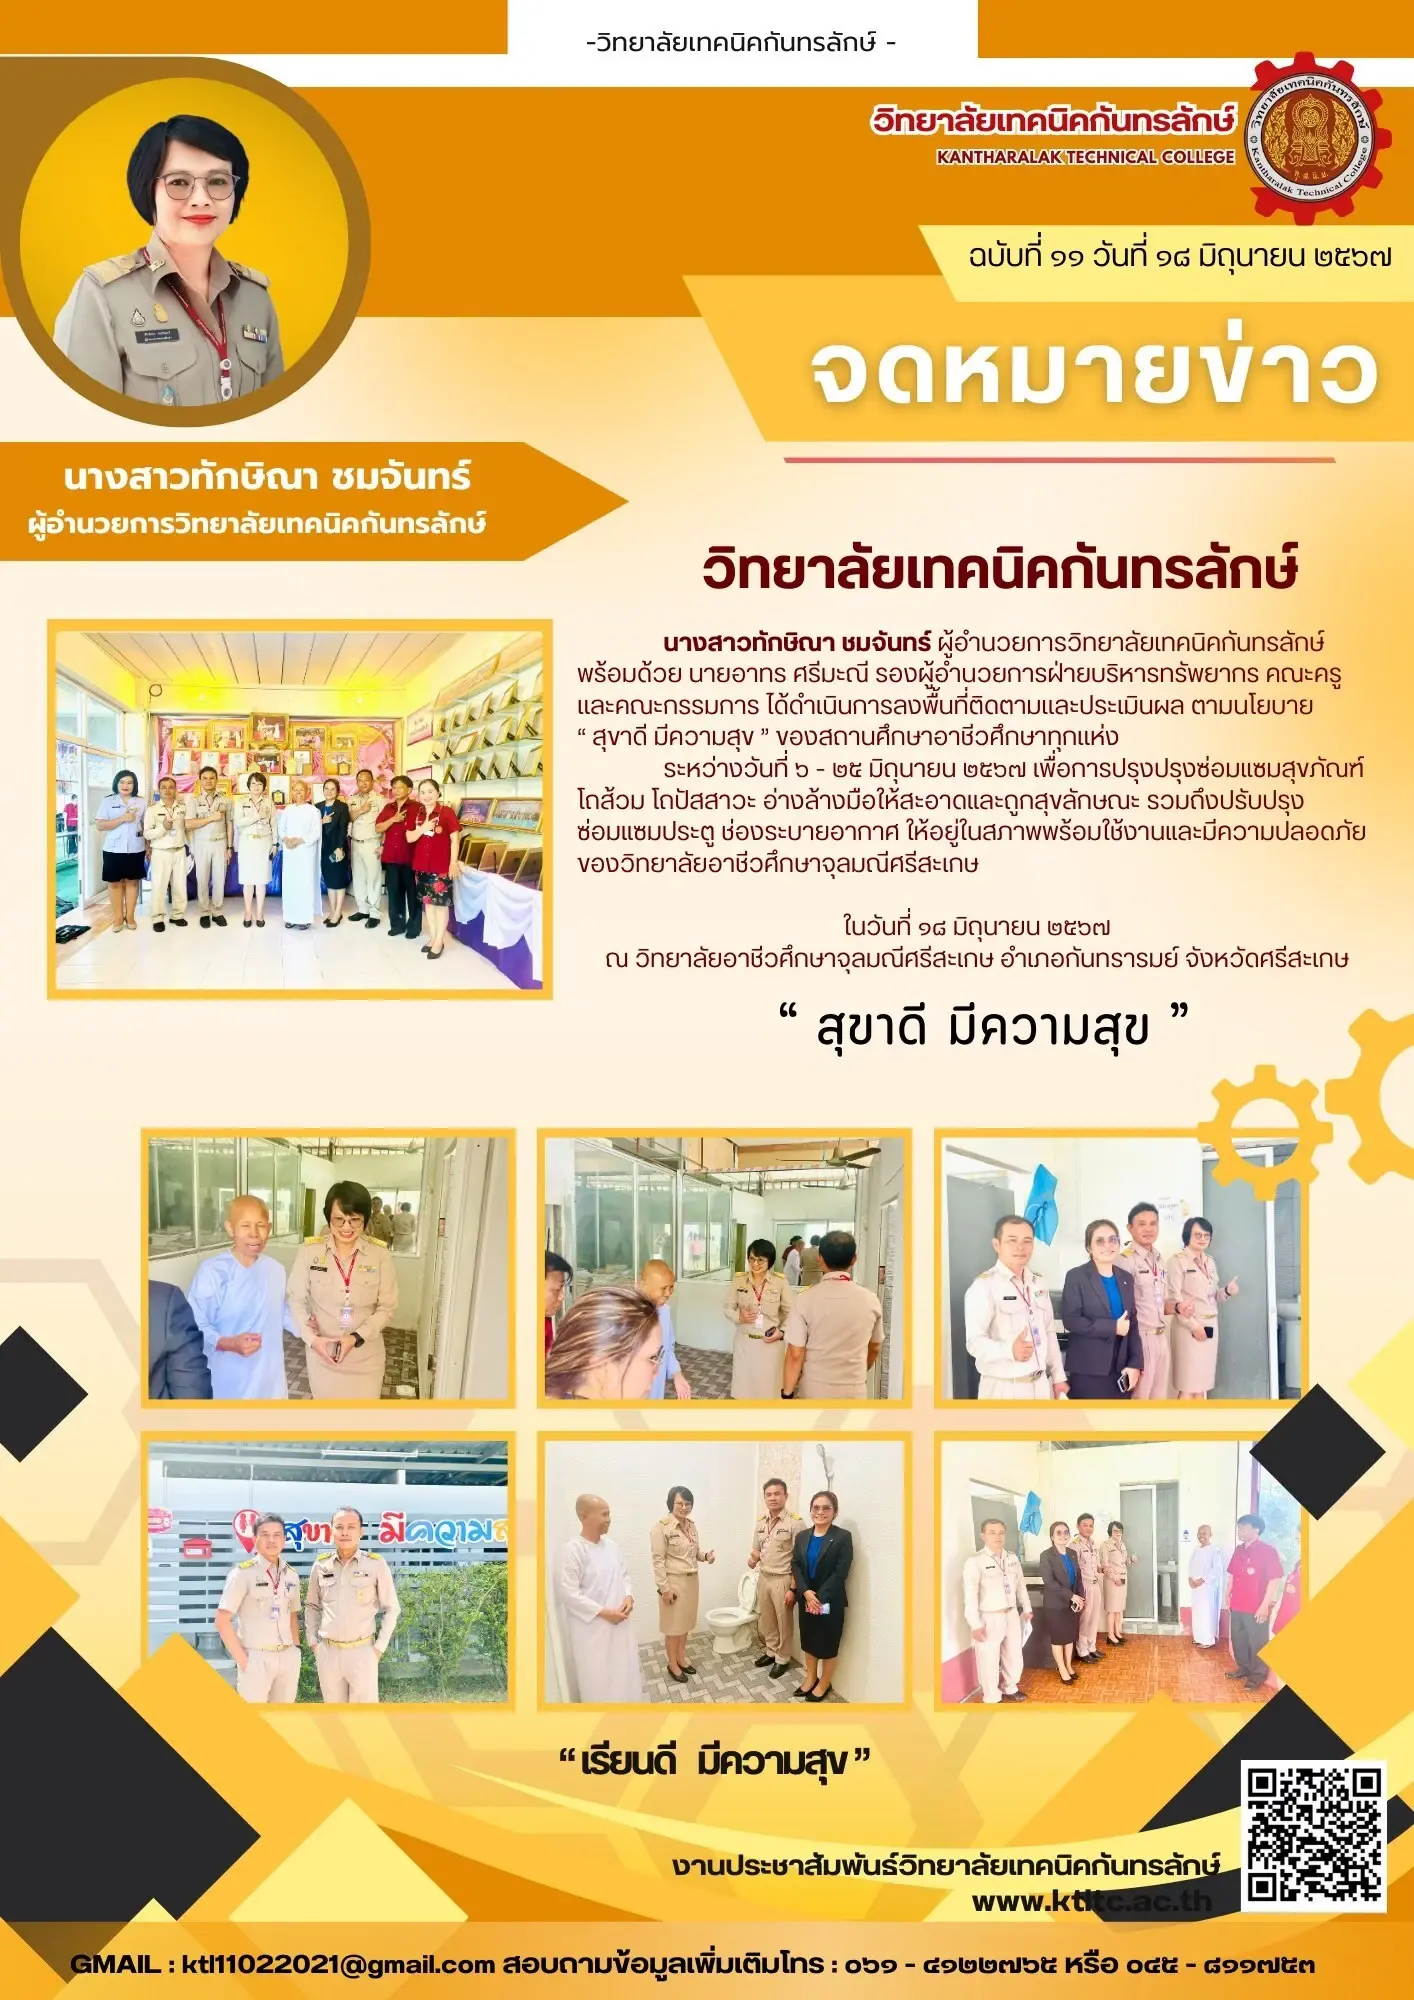 -วิทยาลัยเทคนิคกันทรลักษ์ -
วิทยาลัยเทคนิคกันทรลักษ์
KANTHARALAK TECHNICAL COLLEGE
วิทยาลัยเทคนิคกันทรลักษ์
Kantharalak Technical College
ฉบับที่ ๑๑ วันที่ ๑๘ มิถุนายน ๒๕๖๗
จดหมายข่าว
นางสาวทักษิณา ชมจันทร์
ผู้อำนวยการวิทยาลัยเทคนิคกันทรลักษ์
วิทยาลัยเทคนิคกันทรลักษ์
นางสาวทักษิณา ชมจันทร์ ผู้อำนวยการวิทยาลัยเทคนิคกันทรลักษ์
พร้อมด้วย นายอาทร ศรีมะณี รองผู้อำนวยการฝ่ายบริหารทรัพยากร คณะครู
และคณะกรรมการ ได้ดำเนินการลงพื้นที่ติดตามและประเมินผล ตามนโยบาย
“ สุขาดี มีความสุข ” ของสถานศึกษาอาชีวศึกษาทุกแห่ง
ระหว่างวันที่ ๖ - ๒๕ มิถุนายน ๒๕๖๗ เพื่อการปรุงปรุงซ่อมแซมสุขภัณฑ์
โถส้วม โถปัสสาวะ อ่างล้างมือให้สะอาดและถูกสุขลักษณะ รวมถึงปรับปรุง
ซ่อมแซมประตู ช่องระบายอากาศ ให้อยู่ในสภาพพร้อมใช้งานและมีความปลอดภัย
ของวิทยาลัยอาชีวศึกษาจุลมณีศรีสะเกษ
ในวันที่ ๑๘ มิถุนายน ๒๕๖๗
ณ วิทยาลัยอาชีวศึกษาจุลมณีศรีสะเกษ อำเภอกันทรารมย์ จังหวัดศรีสะเกษ
“ สุขาดี มีความสุข ”
สุขา มีความส
“เรียนดี มีความสุข”
งานประชาสัมพันธ์วิทยาลัยเทคนิคกันทรลักษ์
www.ktltc.ac.th
GMAIL : ktl11022021@gmail.com สอบถามข้อมูลเพิ่มเติมโทร : ๐๖๑ - ๔๑๒๒๗๖๕ หรือ ๐๔๕ - ๘๑๑๗๕๓